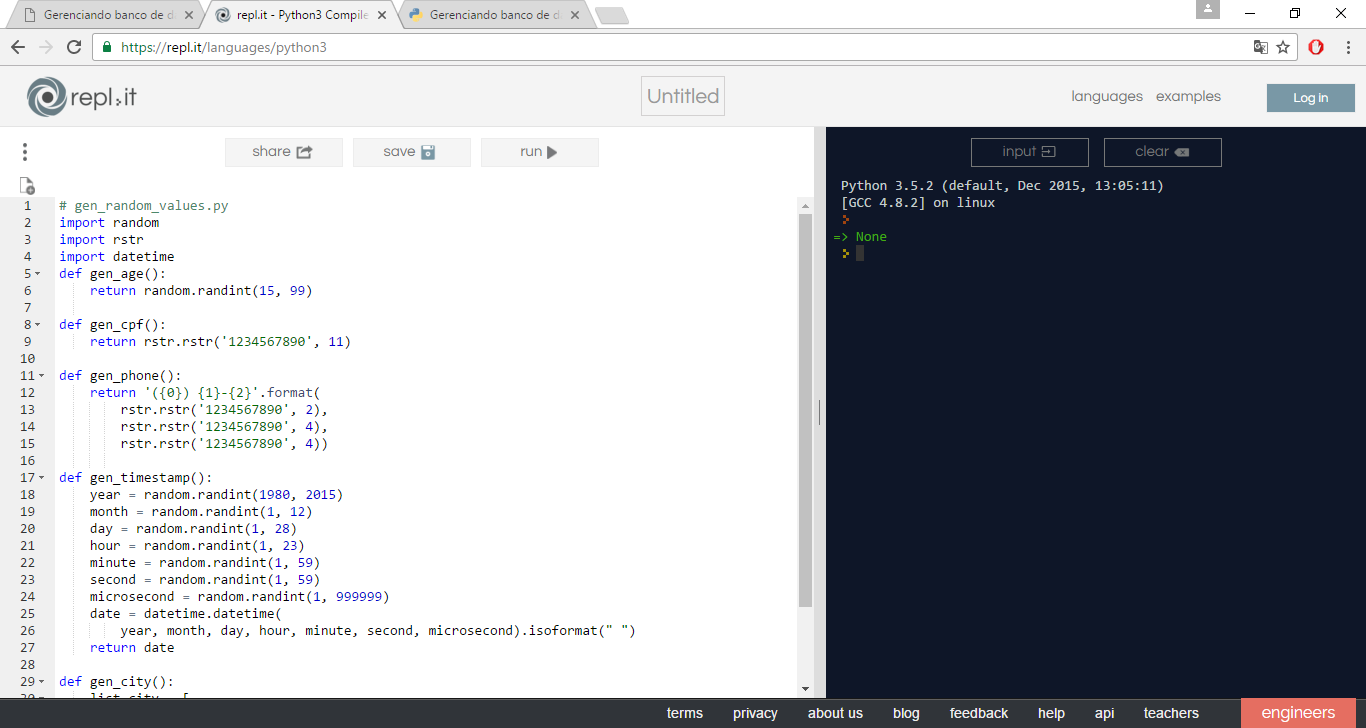 Gerenciando banco de d
repl.it - Python3 Compile
Gerenciando banco de d
https://repl.it/languages/python3
repl.it
Untitled
languages examples
Log in
share save run
input clear
1 # gen_random_values.py
2 import random
3 import rstr
4 import datetime
5 def gen_age():
6 return random.randint(15, 99)
7
8 def gen_cpf():
9 return rstr.rstr('1234567890', 11)
10
11 def gen_phone():
12 return '({0}) {1}-{2}'.format(
13 rstr.rstr('1234567890', 2),
14 rstr.rstr('1234567890', 4),
15 rstr.rstr('1234567890', 4))
16
17 def gen_timestamp():
18 year = random.randint(1980, 2015)
19 month = random.randint(1, 12)
20 day = random.randint(1, 28)
21 hour = random.randint(1, 23)
22 minute = random.randint(1, 59)
23 second = random.randint(1, 59)
24 microsecond = random.randint(1, 999999)
25 date = datetime.datetime(
26 year, month, day, hour, minute, second, microsecond).isoformat(" ")
27 return date
28
29 def gen_city():
30 list_city = [
Python 3.5.2 (default, Dec 2015, 13:05:11)
[GCC 4.8.2] on linux
=> None
terms privacy about us blog feedback help api teachers engineers